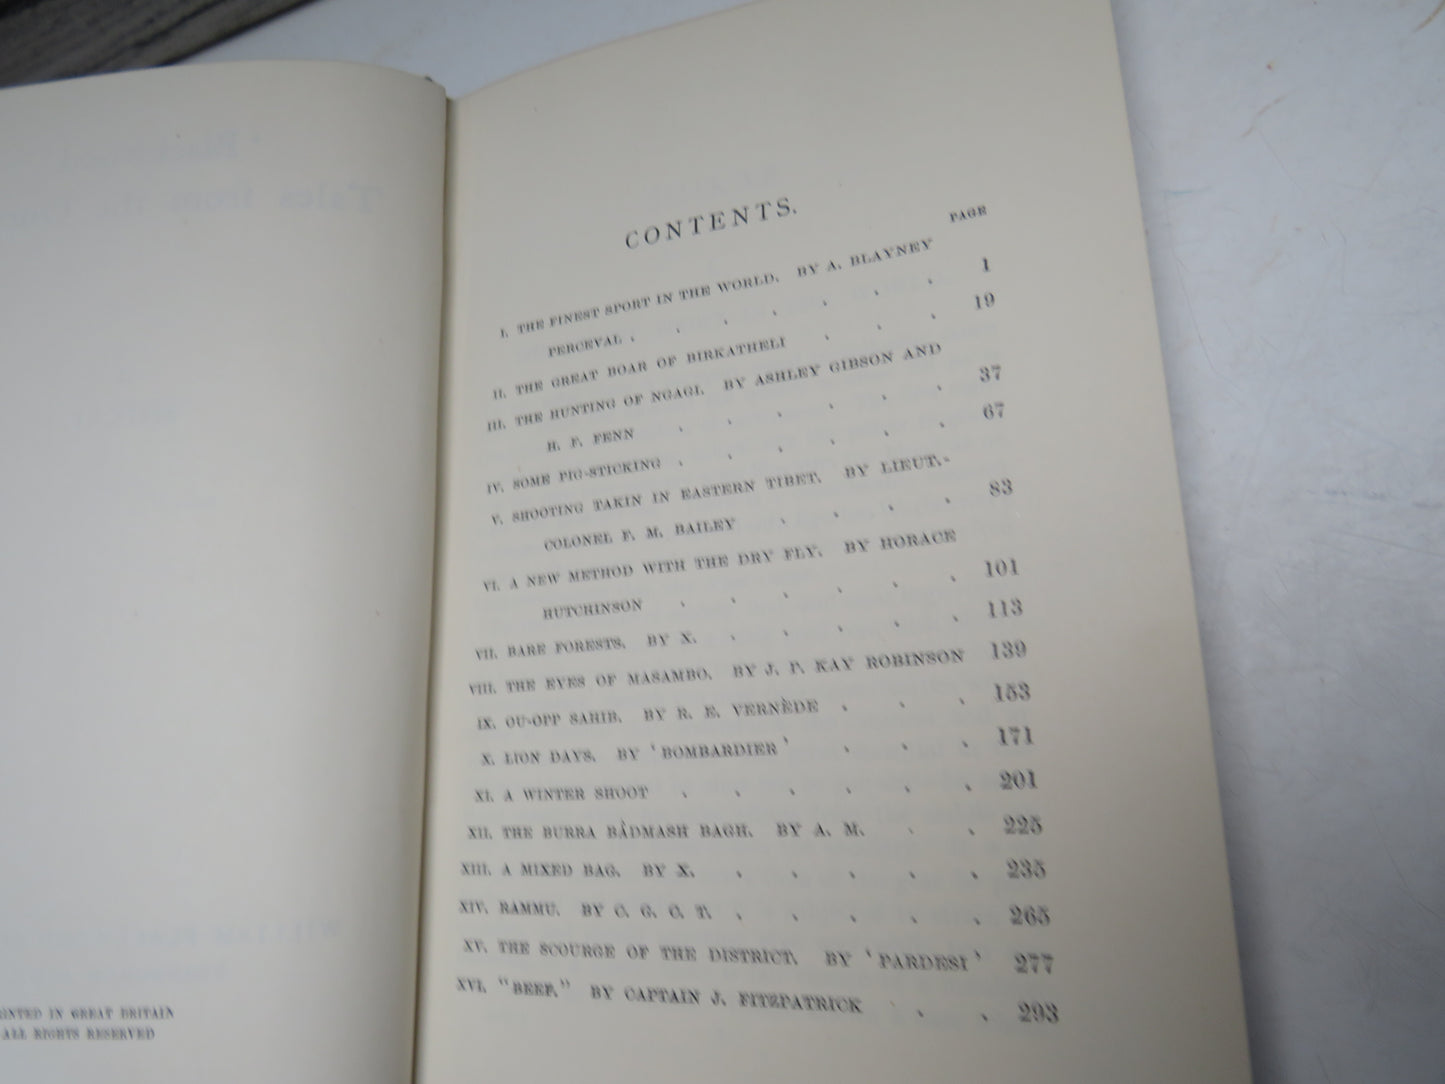 CONTENTS.
PAGE
I. THE FINEST SPORT IN THE WORLD. BY A. BLAYNEY
PERCEVAL . . . . . . . 1
II. THE GREAT BOAR OF BIRKATHELI . . . 19
III. THE HUNTING OF NGAGI. BY ASHLEY GIBSON AND
H. F. FENN . . . . . . 37
IV. SOME PIG-STICKING . . . . . . 67
V. SHOOTING TAKIN IN EASTERN TIBET. BY LIEUT.-
COLONEL F. M. BAILEY . . . . 83
VI. A NEW METHOD WITH THE DRY FLY. BY HORACE
HUTCHINSON . . . . . . 101
VII. RARE FORESTS. BY X. . . . . . 113
VIII. THE EYES OF MASAMBO. BY J. P. KAY ROBINSON 139
IX. OU-OPP SAHIB. BY R. E. VERNÈDE . . . 153
X. LION DAYS. BY ‘BOMBARDIER’ . . . 171
XI. A WINTER SHOOT . . . . . . 201
XII. THE BURRA BÀDMASH BAGH. BY A. M. . . 225
XIII. A MIXED BAG. BY X. . . . . . 235
XIV. RAMMU. BY C. G. C. T. . . . . . 265
XV. THE SCOURGE OF THE DISTRICT. BY ‘PARDESI’ 277
XVI. "BEEF." BY CAPTAIN J. FITZPATRICK . . . 293
INTED IN GREAT BRITAIN
ALL RIGHTS RESERVED